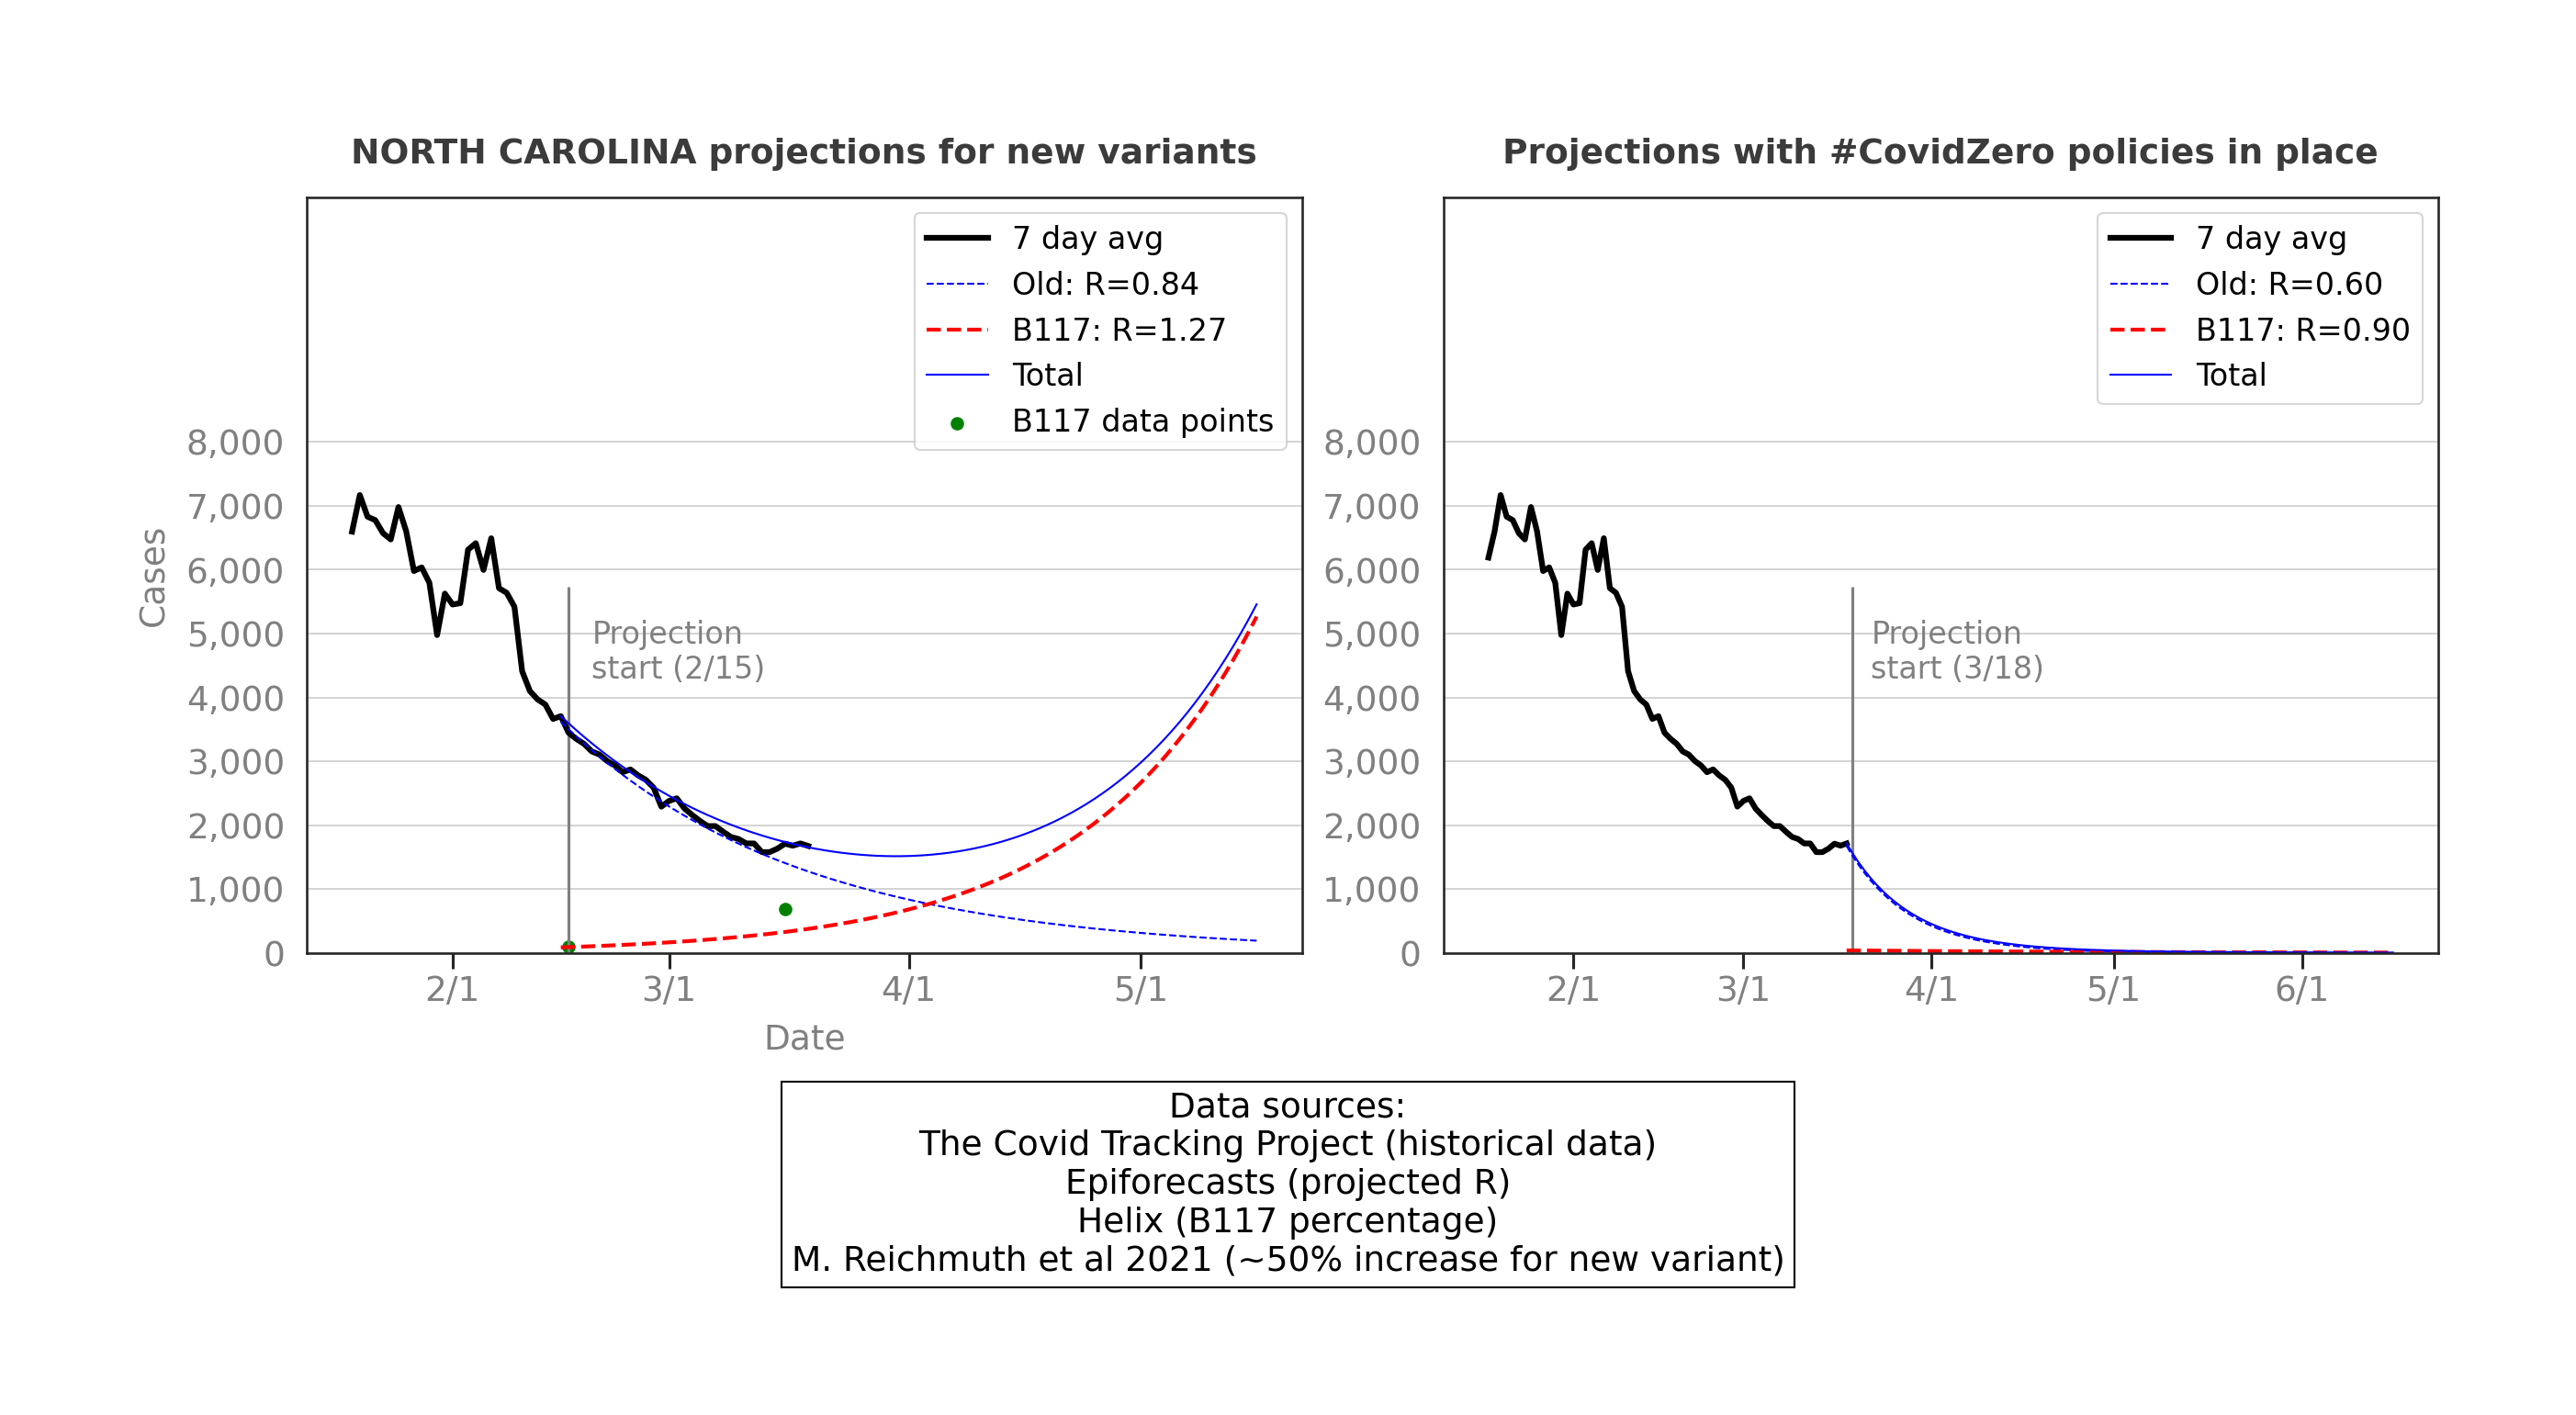 NORTH CAROLINA projections for new variants
7 day avg
Old: R=0.84
B117: R=1.27
Total
B117 data points
8,000
7,000
6,000
5,000
4,000
3,000
2,000
1,000
0
Cases
Projection
start (2/15)
2/1
3/1
4/1
5/1
Date
Projections with #CovidZero policies in place
7 day avg
Old: R=0.60
B117: R=0.90
Total
8,000
7,000
6,000
5,000
4,000
3,000
2,000
1,000
0
Projection
start (3/18)
2/1
3/1
4/1
5/1
6/1
Data sources:
The Covid Tracking Project (historical data)
Epiforecasts (projected R)
Helix (B117 percentage)
M. Reichmuth et al 2021 (~50% increase for new variant)